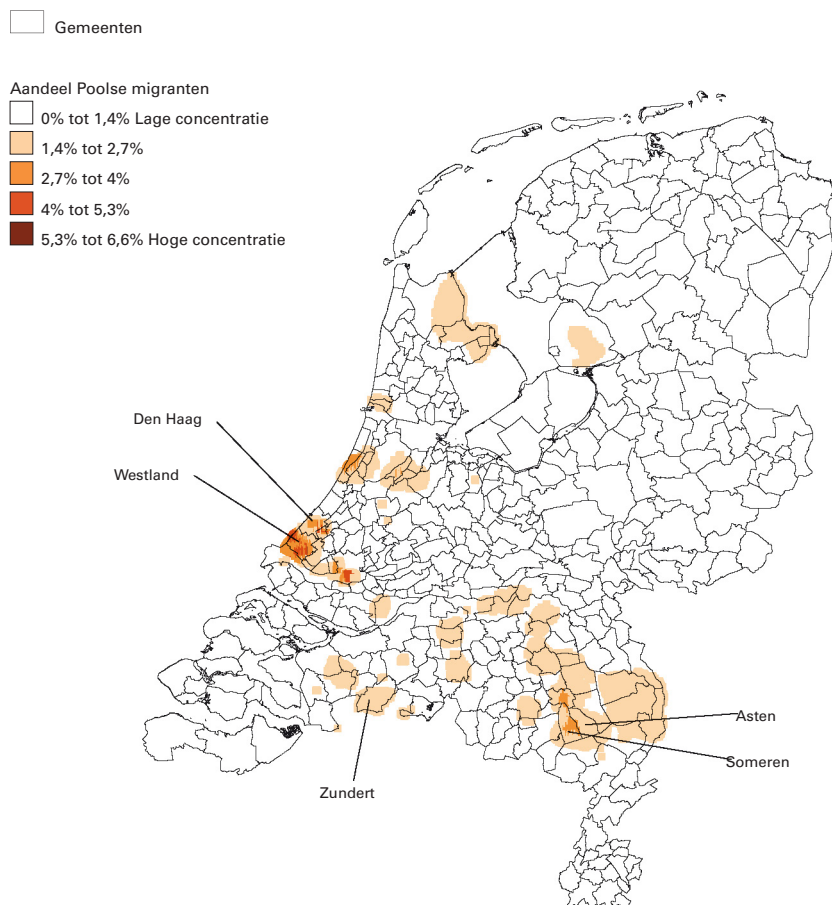 Gemeenten
Aandeel Poolse migranten
0% tot 1,4% Lage concentratie
1,4% tot 2,7%
2,7% tot 4%
4% tot 5,3%
5,3% tot 6,6% Hoge concentratie
Den Haag
Westland
Asten
Someren
Zundert